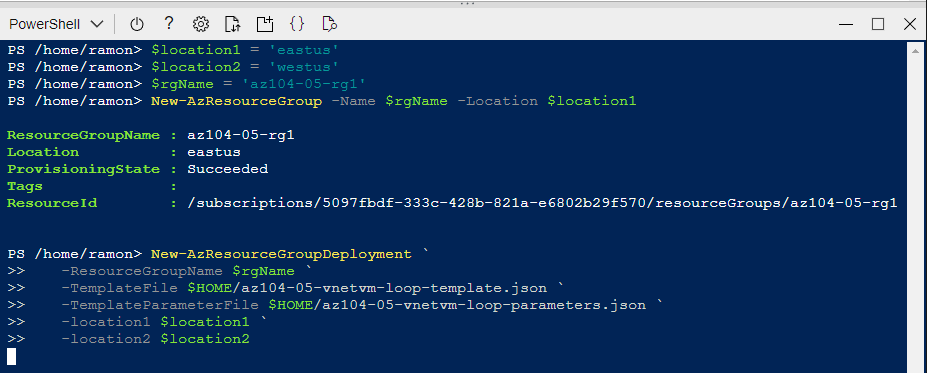 PowerShell
PS /home/ramon> $location1 = 'eastus'
PS /home/ramon> $location2 = 'westus'
PS /home/ramon> $rgName = 'az104-05-rg1'
PS /home/ramon> New-AzResourceGroup -Name $rgName -Location $location1
ResourceGroupName : az104-05-rg1
Location          : eastus
ProvisioningState : Succeeded
Tags              :
ResourceId        : /subscriptions/5097fbdf-333c-428b-821a-e6802b29f570/resourceGroups/az104-05-rg1
PS /home/ramon> New-AzResourceGroupDeployment `
>>    -ResourceGroupName $rgName `
>>    -TemplateFile $HOME/az104-05-vnetvm-loop-template.json `
>>    -TemplateParameterFile $HOME/az104-05-vnetvm-loop-parameters.json `
>>    -location1 $location1 `
>>    -location2 $location2